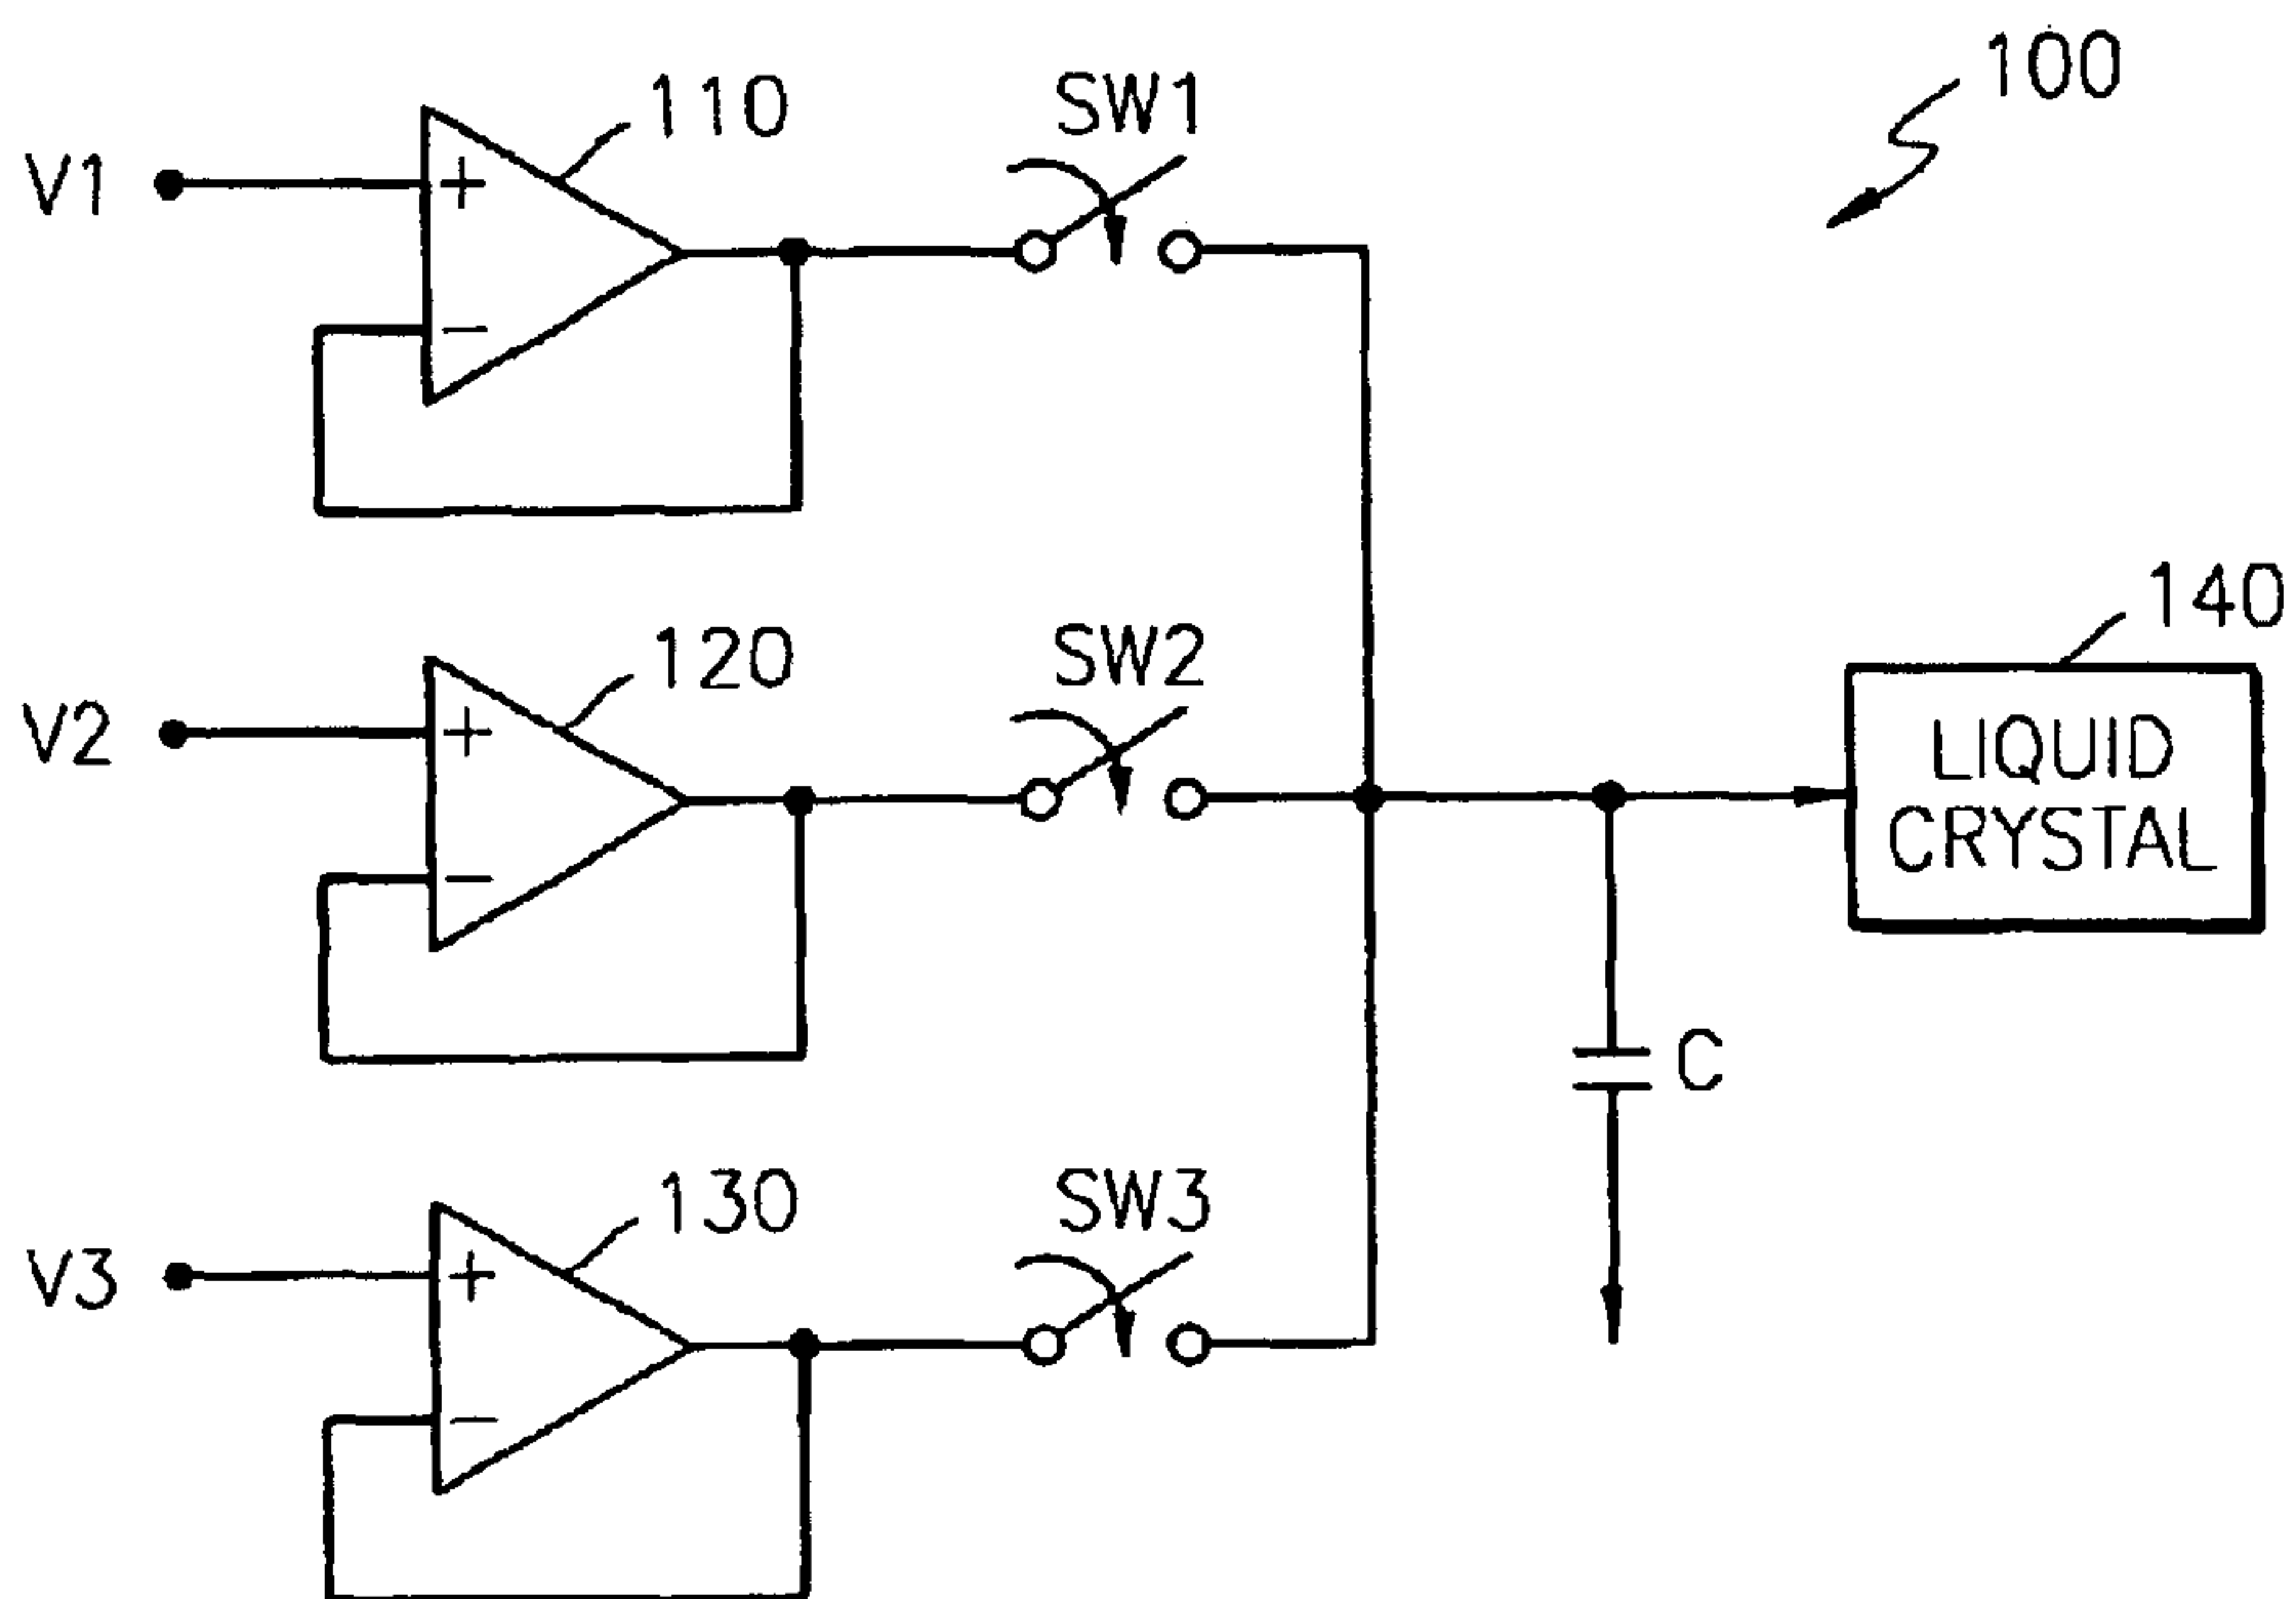 100
110
SW1
V1
+
-
140
120
SW2
V2
+
-
LIQUID
CRYSTAL
C
130
SW3
V3
+
-